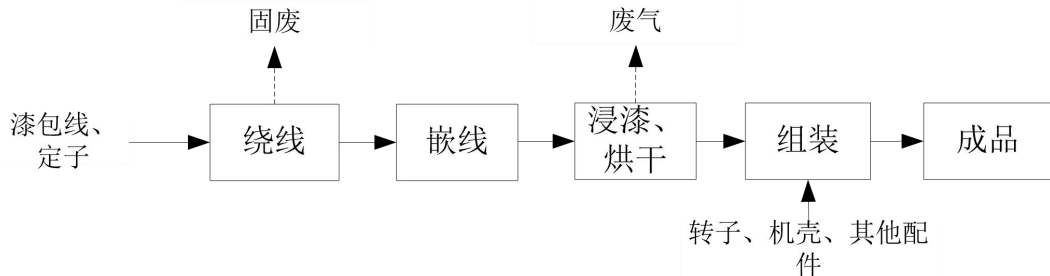 固废
废气
漆包线、
定子
绕线
嵌线
浸漆、
烘干
组装
成品
转子、机壳、其他配
件